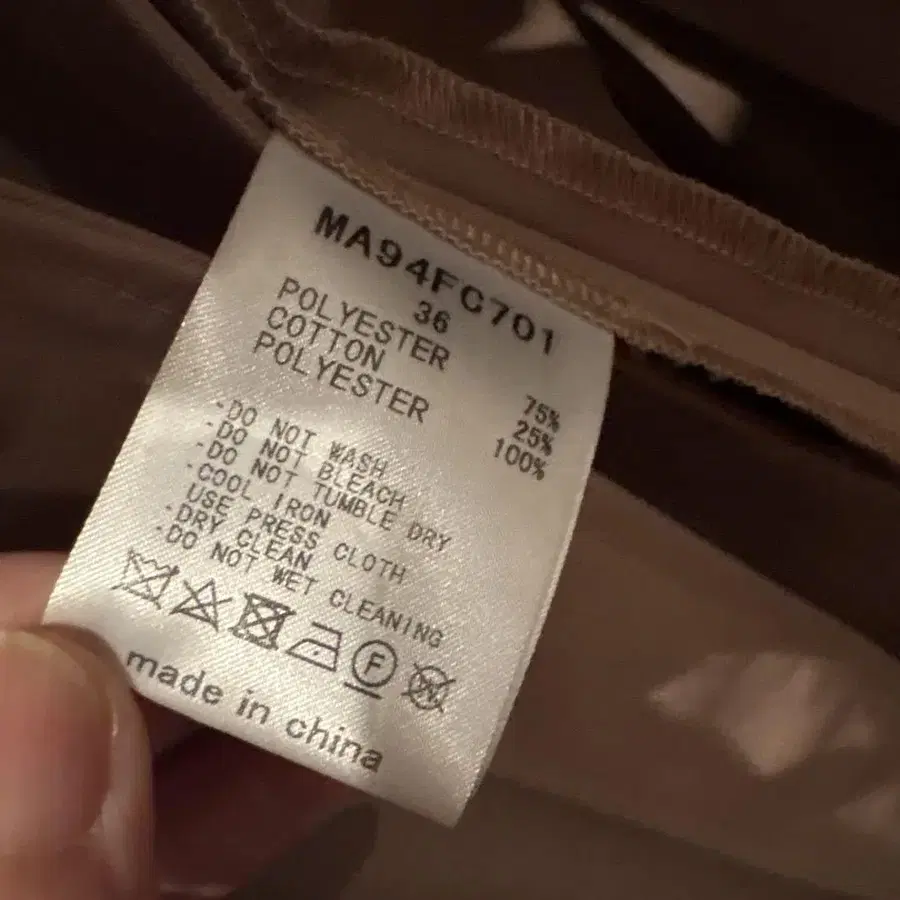 MA94FC701
36
POLYESTER 75%
COTTON 25%
POLYESTER 100%
-DO NOT WASH
-DO NOT BLEACH
-DO NOT TUMBLE DRY
-COOL IRON
USE PRESS CLOTH
-DRY CLEAN
-DO NOT WET CLEANING
F
W
made in china